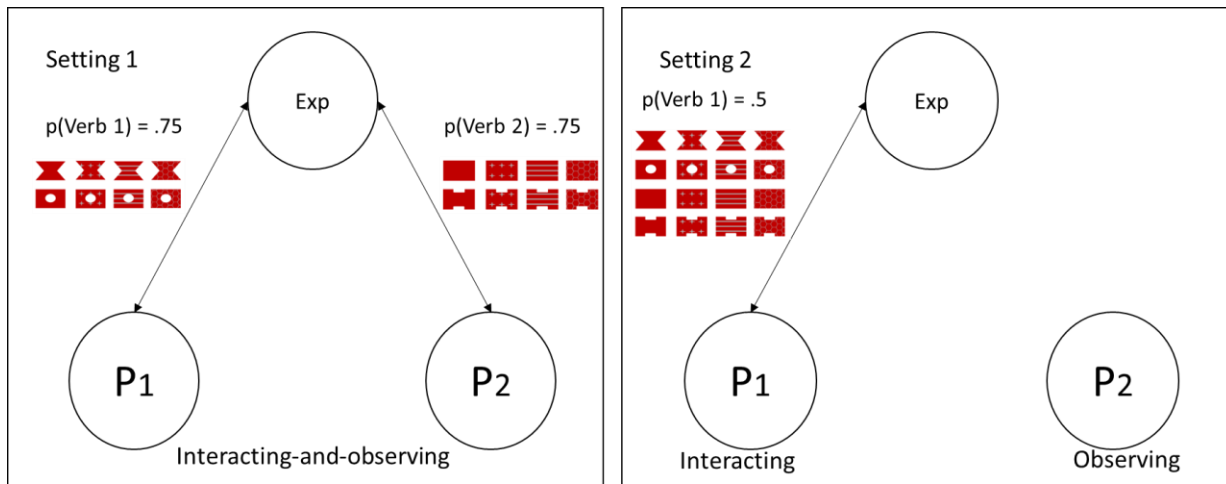 Setting 1
Exp
p(Verb 1) = .75
p(Verb 2) = .75
P1
P2
Interacting-and-observing
Setting 2
Exp
p(Verb 1) = .5
P1
P2
Interacting
Observing